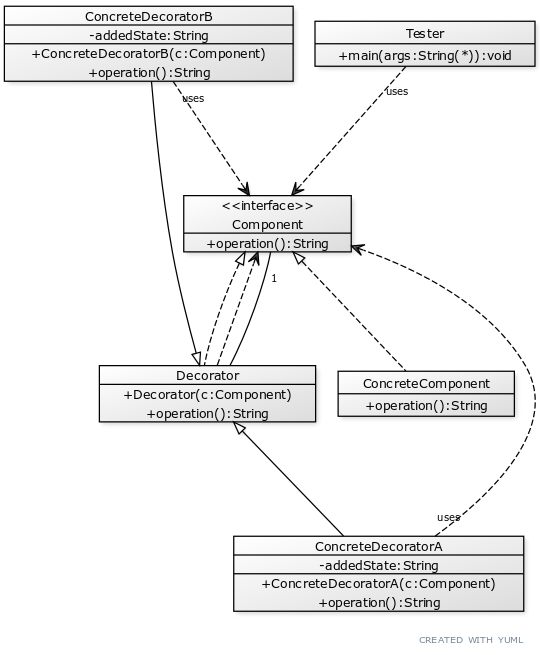 ConcreteDecoratorB
-addedState:String
+ConcreteDecoratorB(c:Component)
+operation():String
Tester
+main(args:String(*)):void
uses
uses
<<interface>>
Component
+operation():String
1
Decorator
+Decorator(c:Component)
+operation():String
ConcreteComponent
+operation():String
uses
ConcreteDecoratorA
-addedState:String
+ConcreteDecoratorA(c:Component)
+operation():String
CREATED WITH YUML